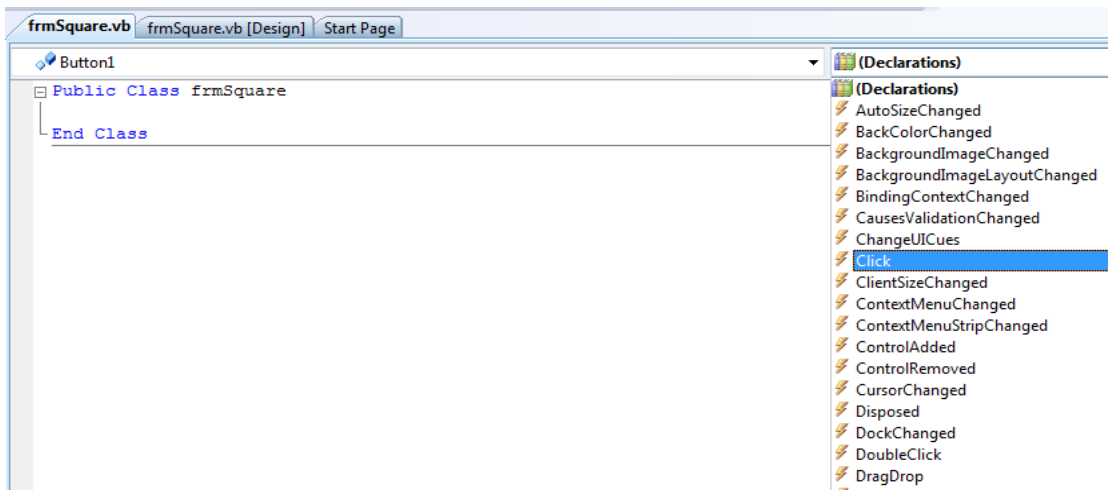 frmSquare.vb frmSquare.vb [Design] Start Page
Button1 (Declarations)
Public Class frmSquare
End Class
(Declarations)
AutoSizeChanged
BackColorChanged
BackgroundImageChanged
BackgroundImageLayoutChanged
BindingContextChanged
CausesValidationChanged
ChangeUICues
Click
ClientSizeChanged
ContextMenuChanged
ContextMenuStripChanged
ControlAdded
ControlRemoved
CursorChanged
Disposed
DockChanged
DoubleClick
DragDrop